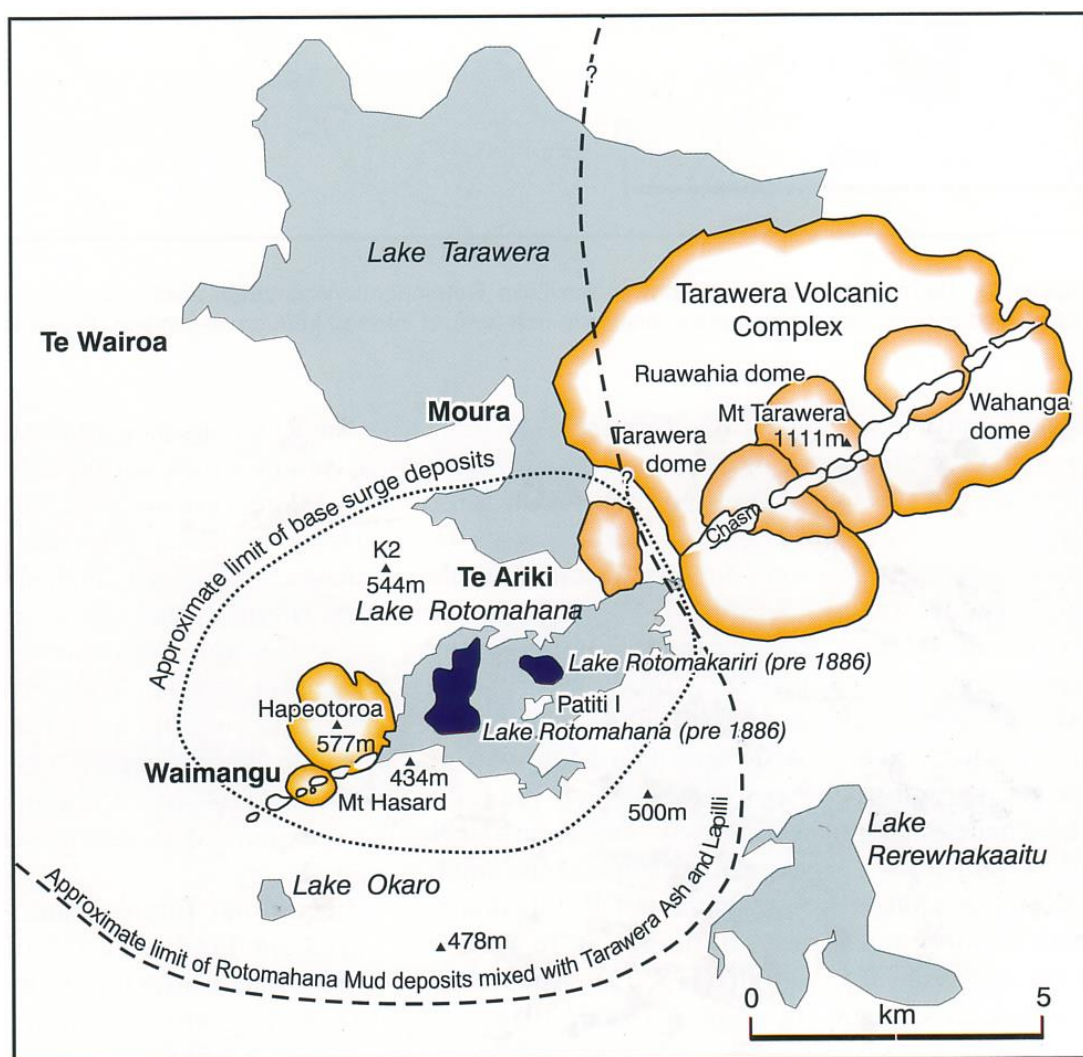 ?
Lake Tarawera
Tarawera Volcanic
Complex
Te Wairoa
Ruawahia dome
Mt Tarawera
1111m
Wahanga
dome
Moura
Tarawera
dome
?
Chasm
Approximate limit of base surge deposits
K2
544m
Te Ariki
Lake Rotomahana
Lake Rotomakariri (pre 1886)
Patiti I
Hapeotoroa
577m
Lake Rotomahana (pre 1886)
Waimangu
434m
Mt Hasard
500m
Lake
Rerewhakaaitu
Lake Okaro
478m
Approximate limit of Rotomahana Mud deposits mixed with Tarawera Ash and Lapilli
0 5
km